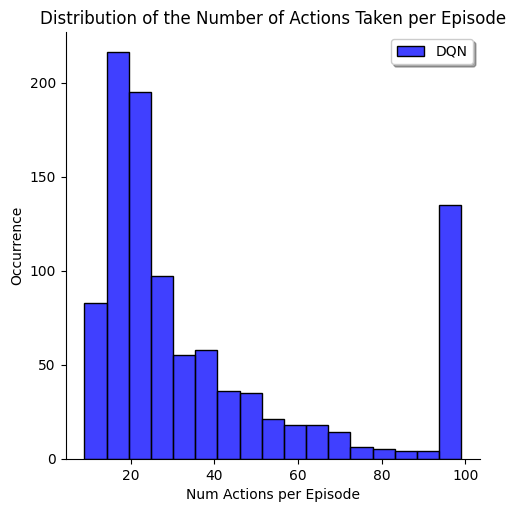 Distribution of the Number of Actions Taken per Episode
DQN
200
150
100
50
0
Occurrence
20 40 60 80 100
Num Actions per Episode